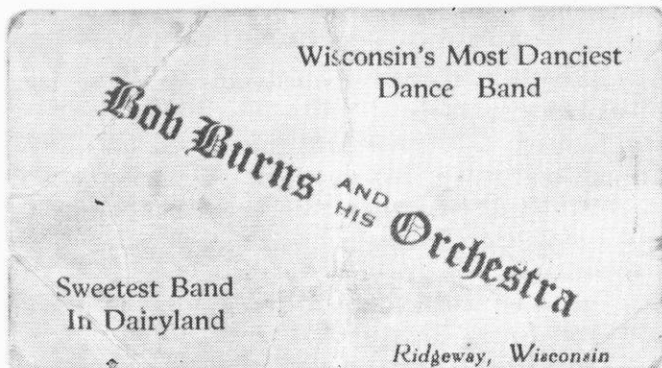 Wisconsin's Most Danciest
Dance Band
Bob Burns AND HIS Orchestra
Sweetest Band
In Dairyland
Ridgeway, Wisconsin